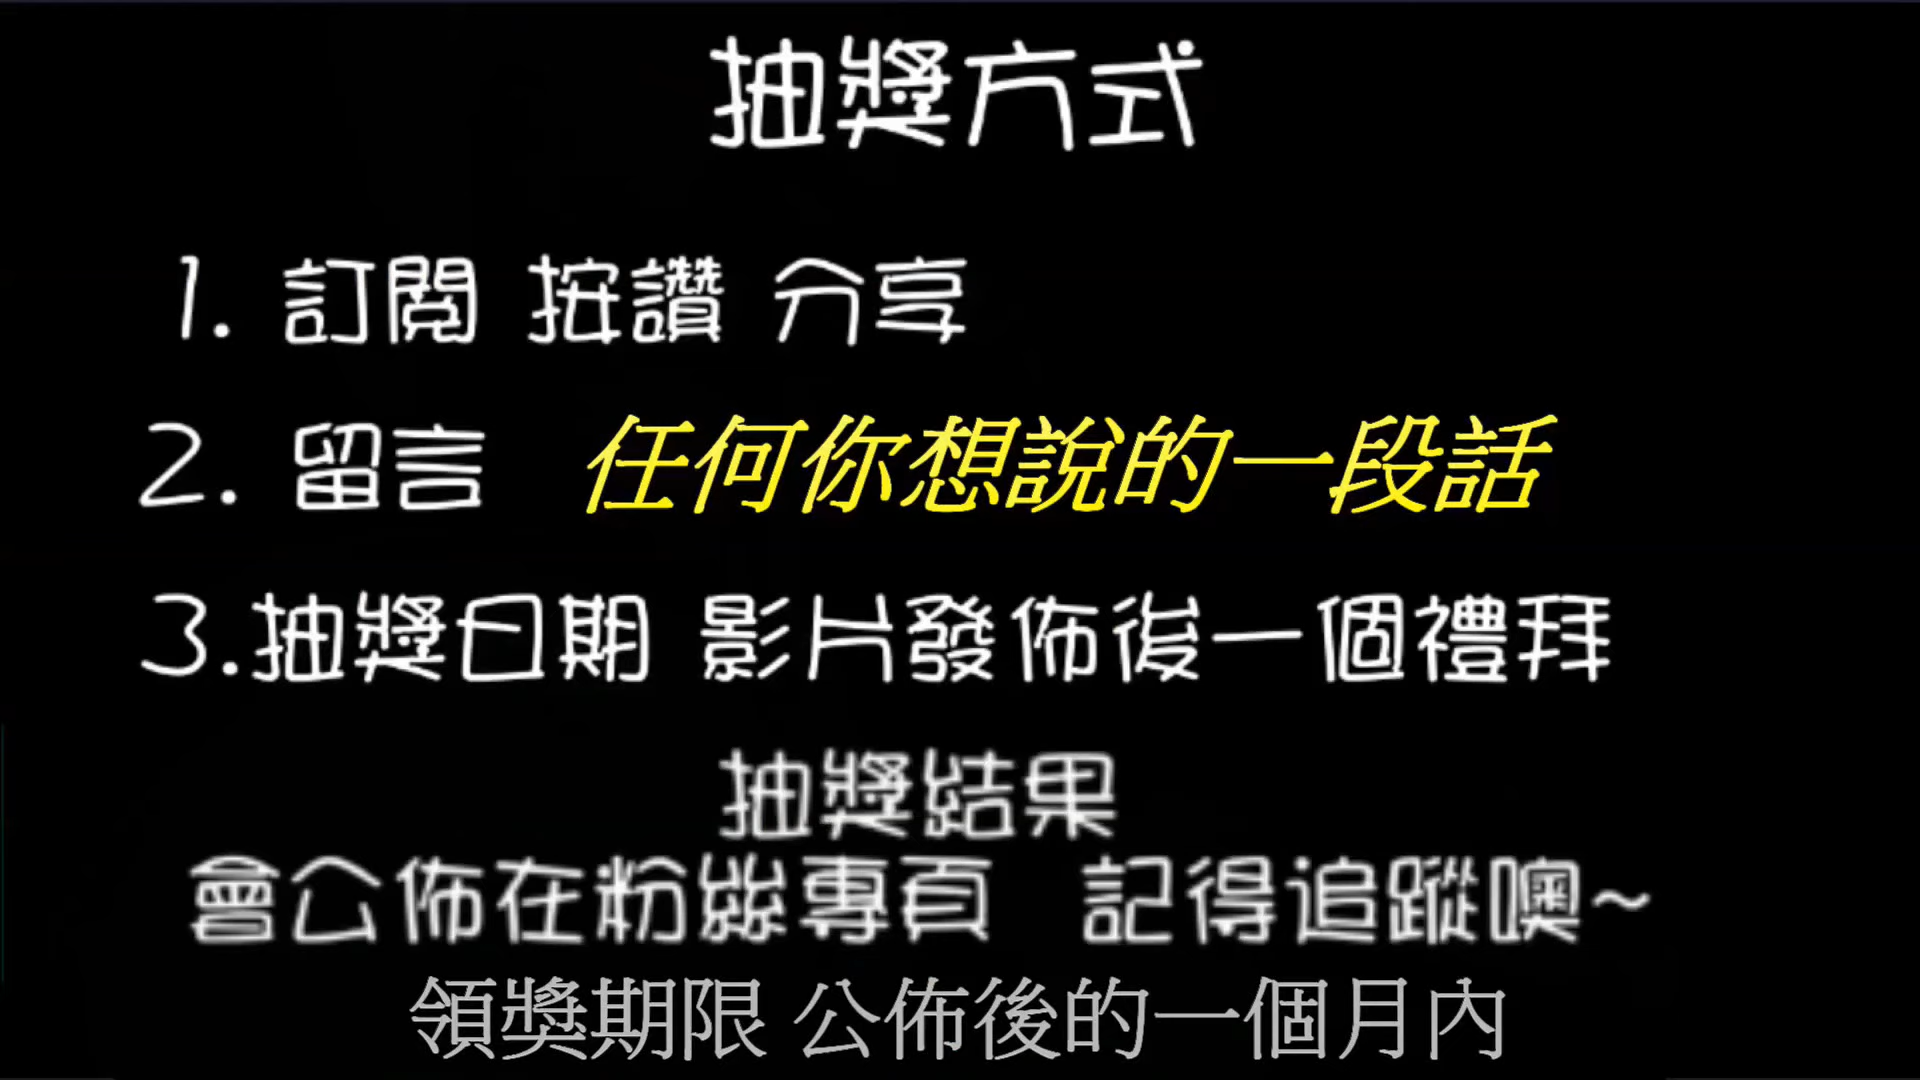 抽獎方式
1. 訂閱 按讚 分享
2. 留言 任何你想說的一段話
3.抽獎日期 影片發佈後一個禮拜
抽獎結果
會公佈在粉絲專頁 記得追蹤噢~
領獎期限 公佈後的一個月內